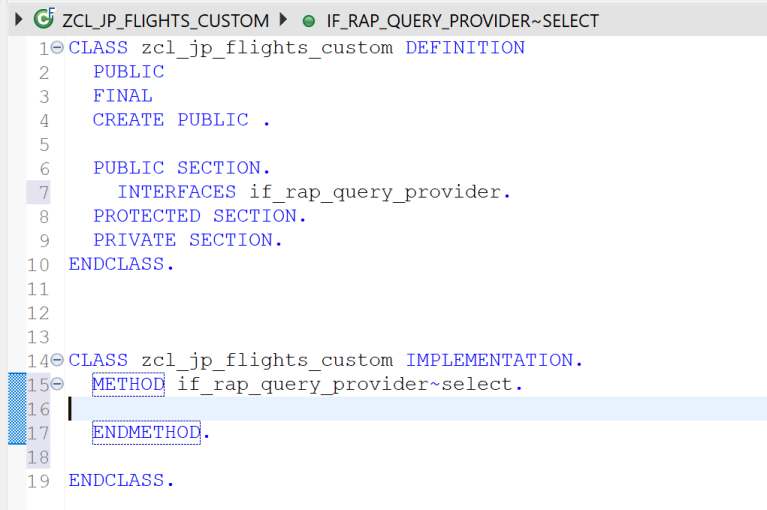 ZCL_JP_FLIGHTS_CUSTOM IF_RAP_QUERY_PROVIDER~SELECT
1 CLASS zcl_jp_flights_custom DEFINITION
2 PUBLIC
3 FINAL
4 CREATE PUBLIC .
5
6 PUBLIC SECTION.
7 INTERFACES if_rap_query_provider.
8 PROTECTED SECTION.
9 PRIVATE SECTION.
10 ENDCLASS.
11
12
13
14 CLASS zcl_jp_flights_custom IMPLEMENTATION.
15 METHOD if_rap_query_provider~select.
16
17 ENDMETHOD.
18
19 ENDCLASS.